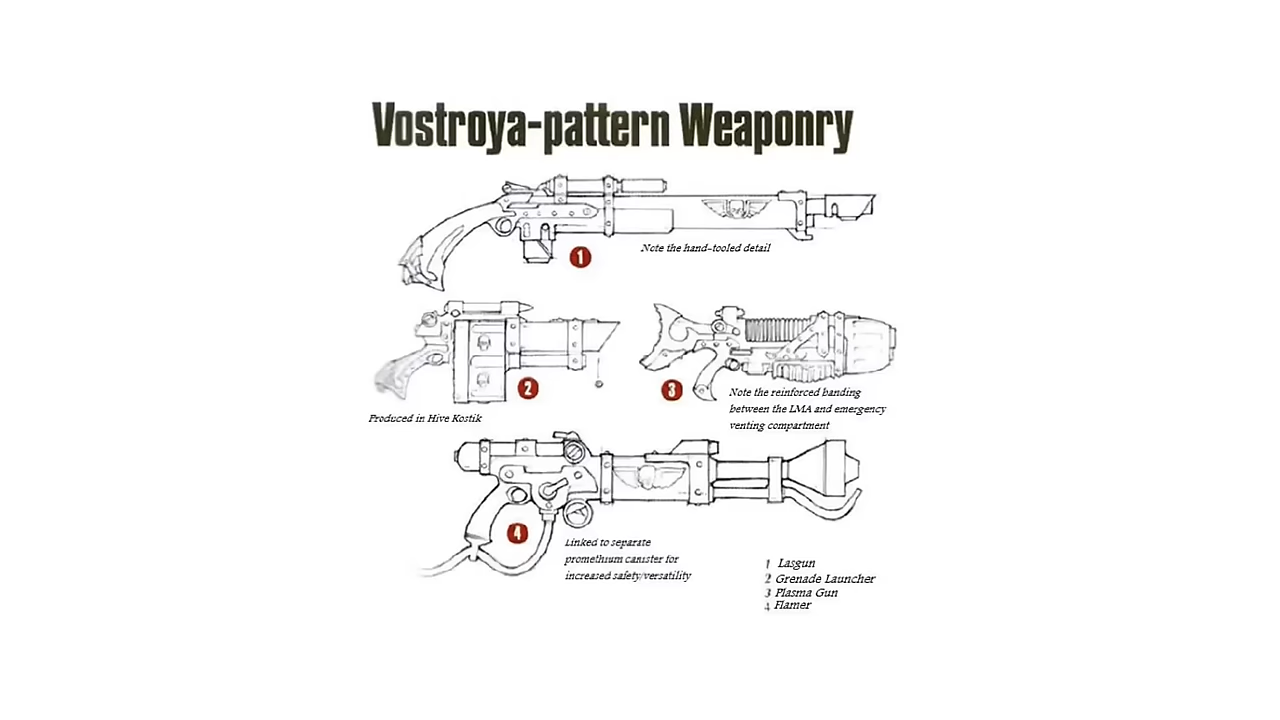 Vostroya-pattern Weaponry
1
Note the hand-tooled detail
2
3
Produced in Hive Kostik
Note the reinforced banding
between the LMA and emergency
venting compartment
4
Linked to separate
promethium canister for
increased safety/versatility
1 Lasgun
2 Grenade Launcher
3 Plasma Gun
4 Flamer